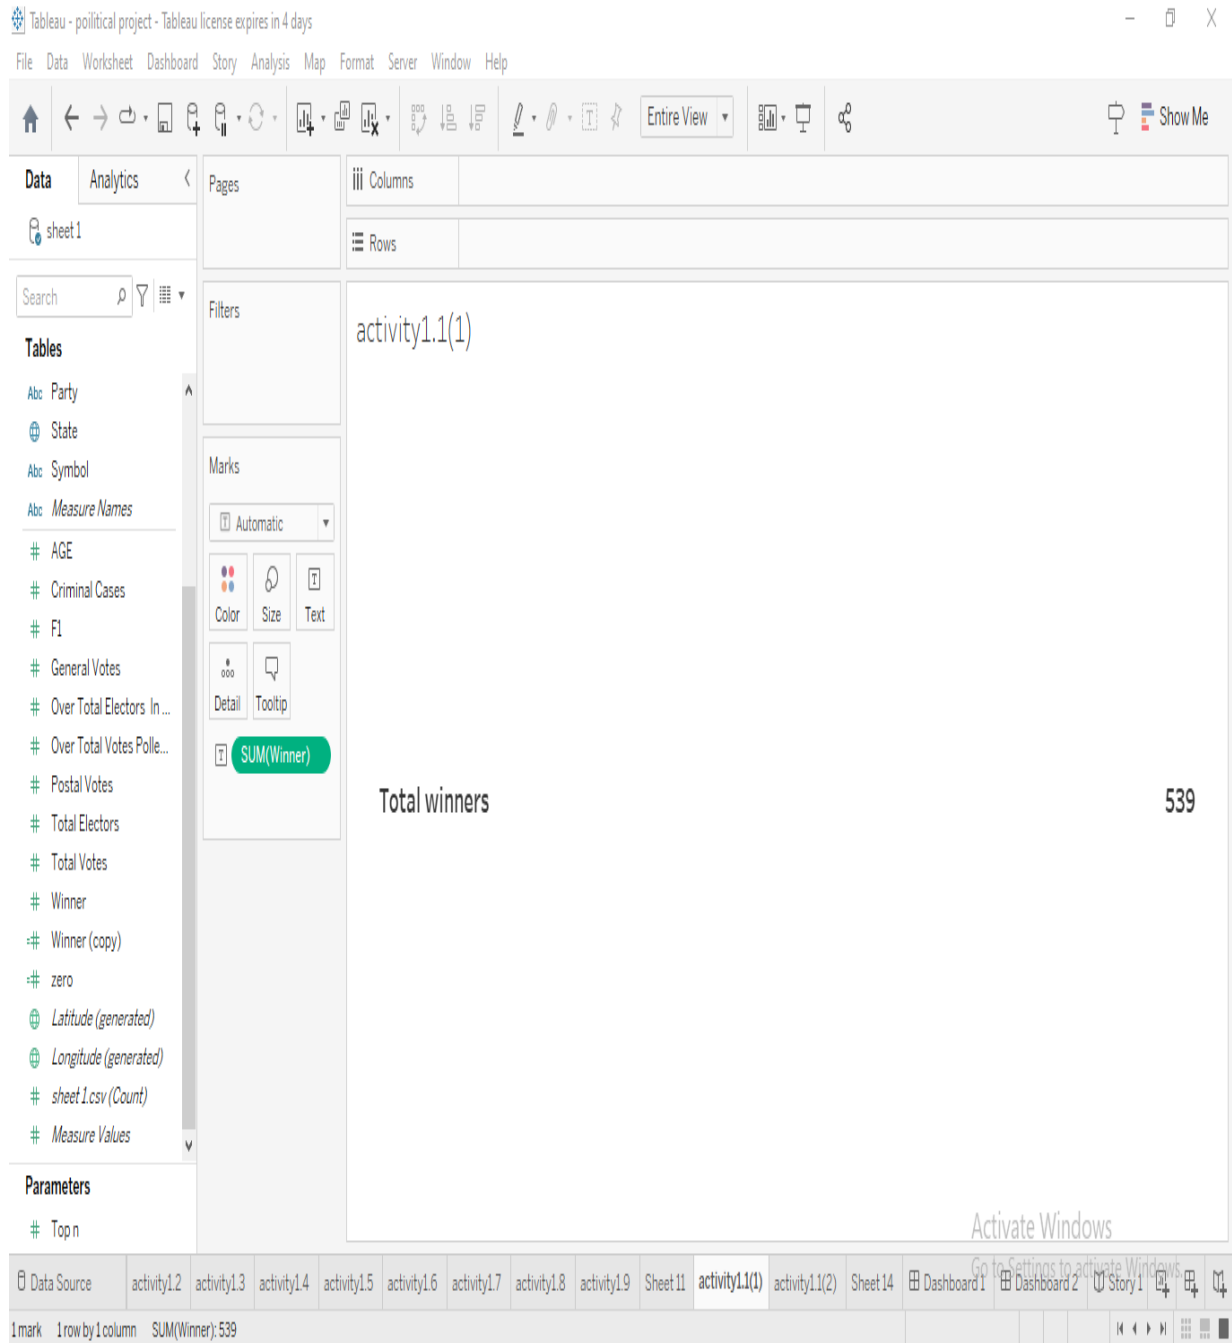 Tableau - poilitical project - Tableau license expires in 4 days
File Data Worksheet Dashboard Story Analysis Map Format Server Window Help
Entire View
Show Me
Data Analytics
sheet 1
Search
Tables
Abc Party
State
Abc Symbol
Abc Measure Names
# AGE
# Criminal Cases
# F1
# General Votes
# Over Total Electors In ...
# Over Total Votes Polle...
# Postal Votes
# Total Electors
# Total Votes
# Winner
=# Winner (copy)
=# zero
Latitude (generated)
Longitude (generated)
# sheet 1.csv (Count)
# Measure Values
Parameters
# Top n
Pages
Filters
Marks
Automatic
Color Size Text
Detail Tooltip
SUM(Winner)
Columns
Rows
activity1.1(1)
Total winners 539
Activate Windows
Go to Settings to activate Windows.
Data Source activity1.2 activity1.3 activity1.4 activity1.5 activity1.6 activity1.7 activity1.8 activity1.9 Sheet 11 activity1.1(1) activity1.1(2) Sheet 14 Dashboard 1 Dashboard 2 Story 1
1 mark 1 row by 1 column SUM(Winner): 539